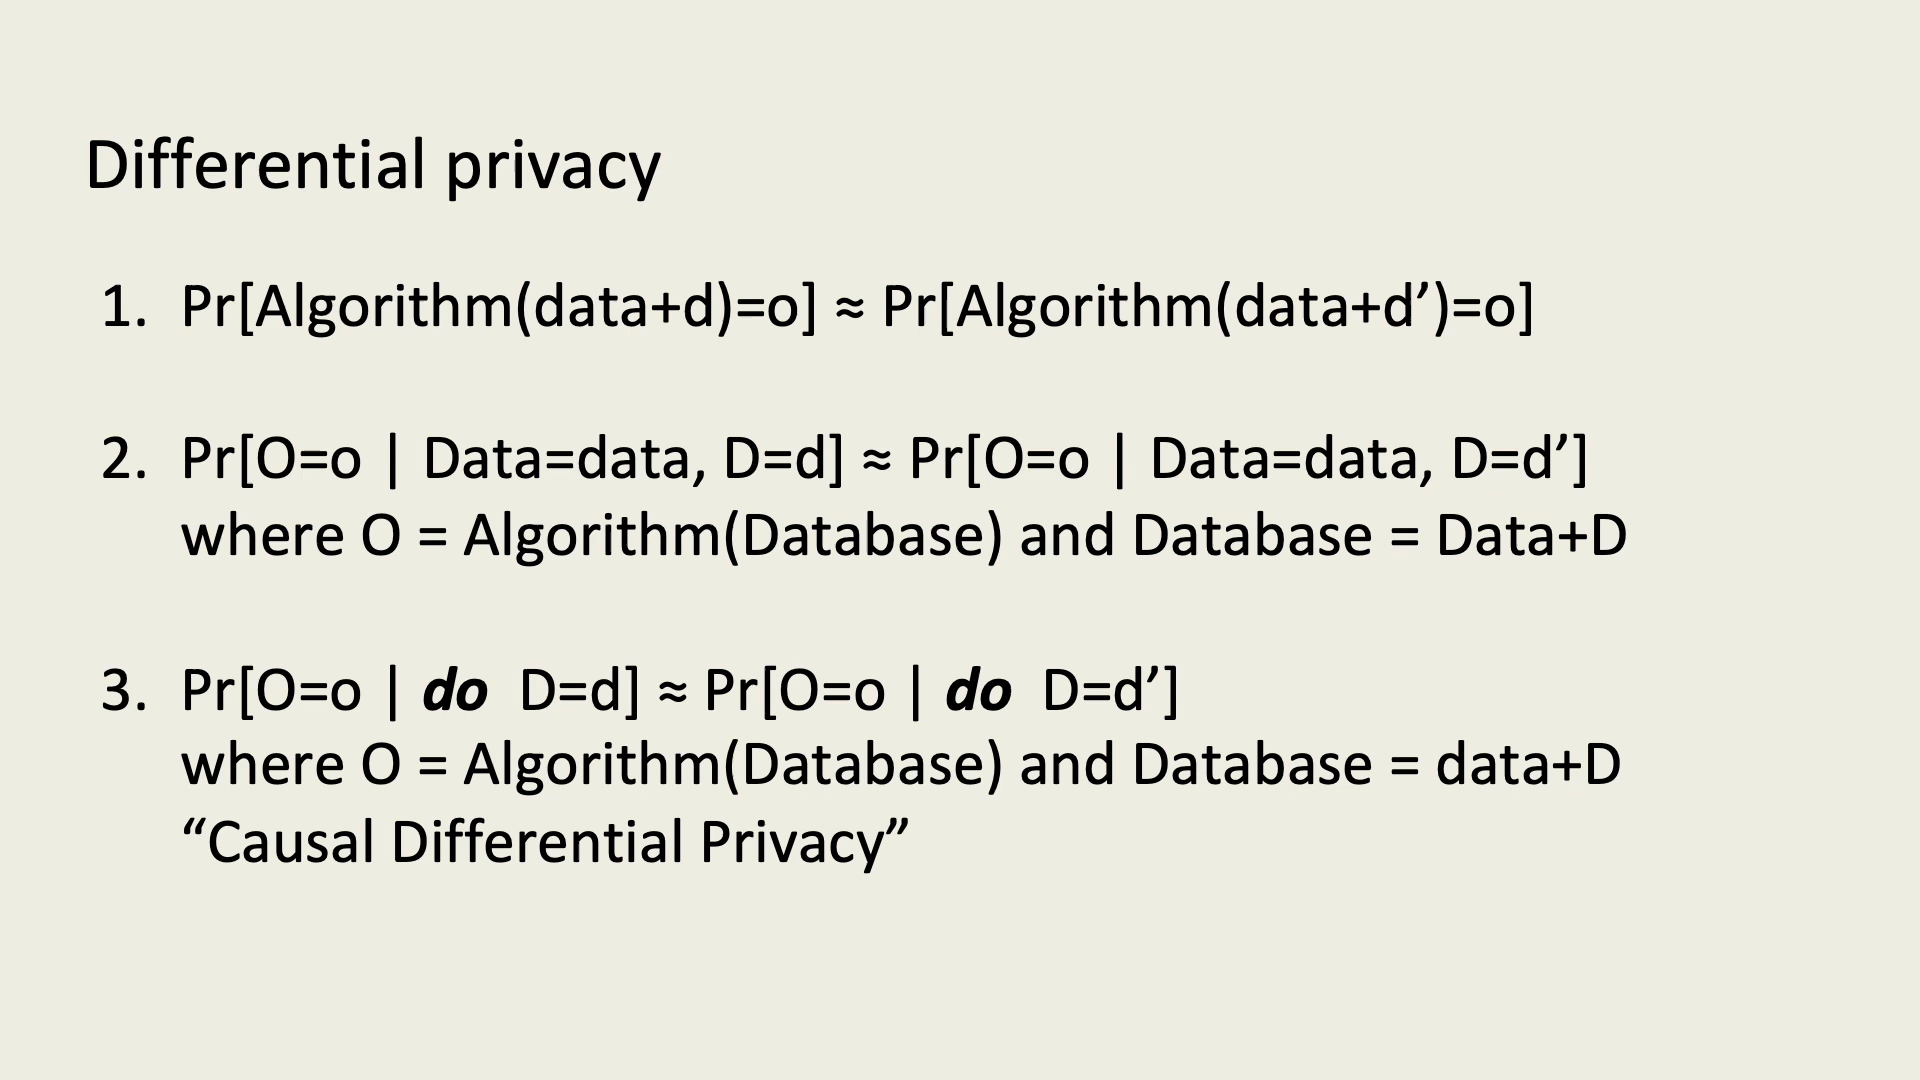 Differential privacy
1. Pr[Algorithm(data+d)=o] ≈ Pr[Algorithm(data+d’)=o]
2. Pr[O=o | Data=data, D=d] ≈ Pr[O=o | Data=data, D=d’]
where O = Algorithm(Database) and Database = Data+D
3. Pr[O=o | do D=d] ≈ Pr[O=o | do D=d’]
where O = Algorithm(Database) and Database = data+D
“Causal Differential Privacy”